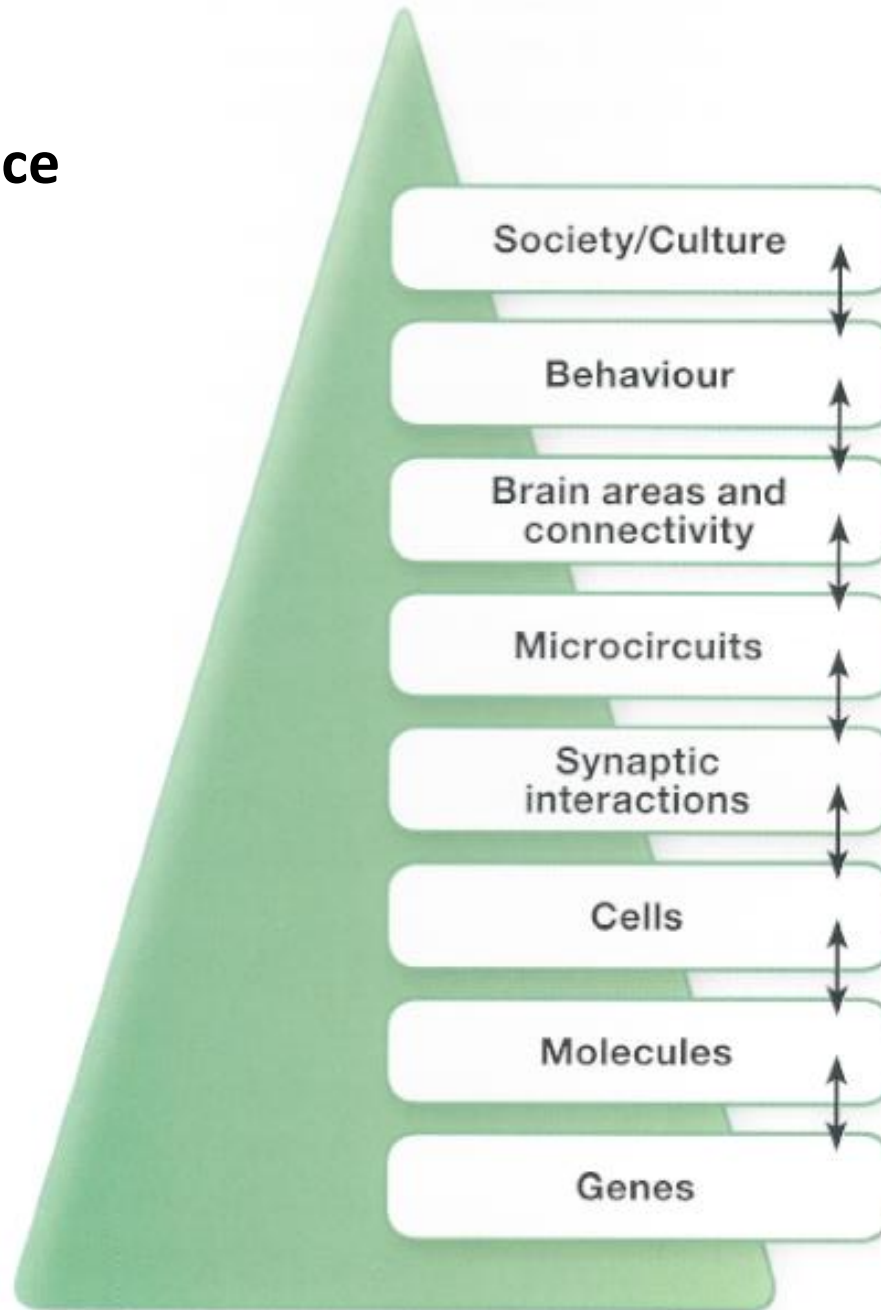 ce
Society/Culture
Behaviour
Brain areas and
connectivity
Microcircuits
Synaptic
interactions
Cells
Molecules
Genes